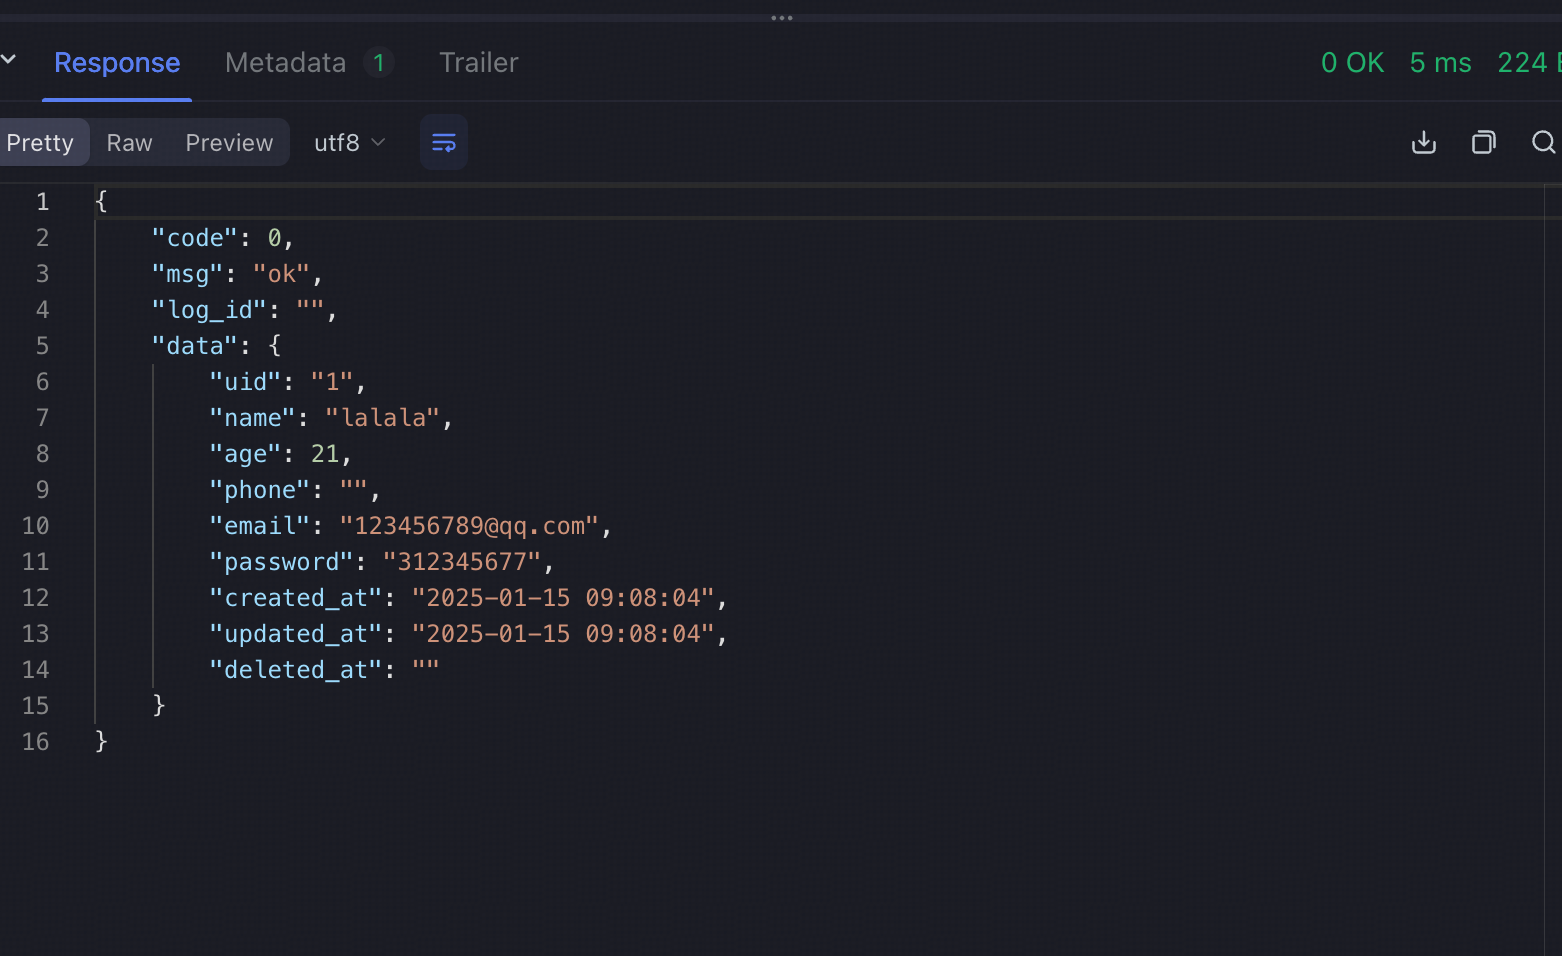 Response Metadata 1 Trailer 0 OK 5 ms 224
Pretty Raw Preview utf8
1 {
2 "code": 0,
3 "msg": "ok",
4 "log_id": "",
5 "data": {
6 "uid": "1",
7 "name": "lalala",
8 "age": 21,
9 "phone": "",
10 "email": "123456789@qq.com",
11 "password": "312345677",
12 "created_at": "2025-01-15 09:08:04",
13 "updated_at": "2025-01-15 09:08:04",
14 "deleted_at": ""
15 }
16 }